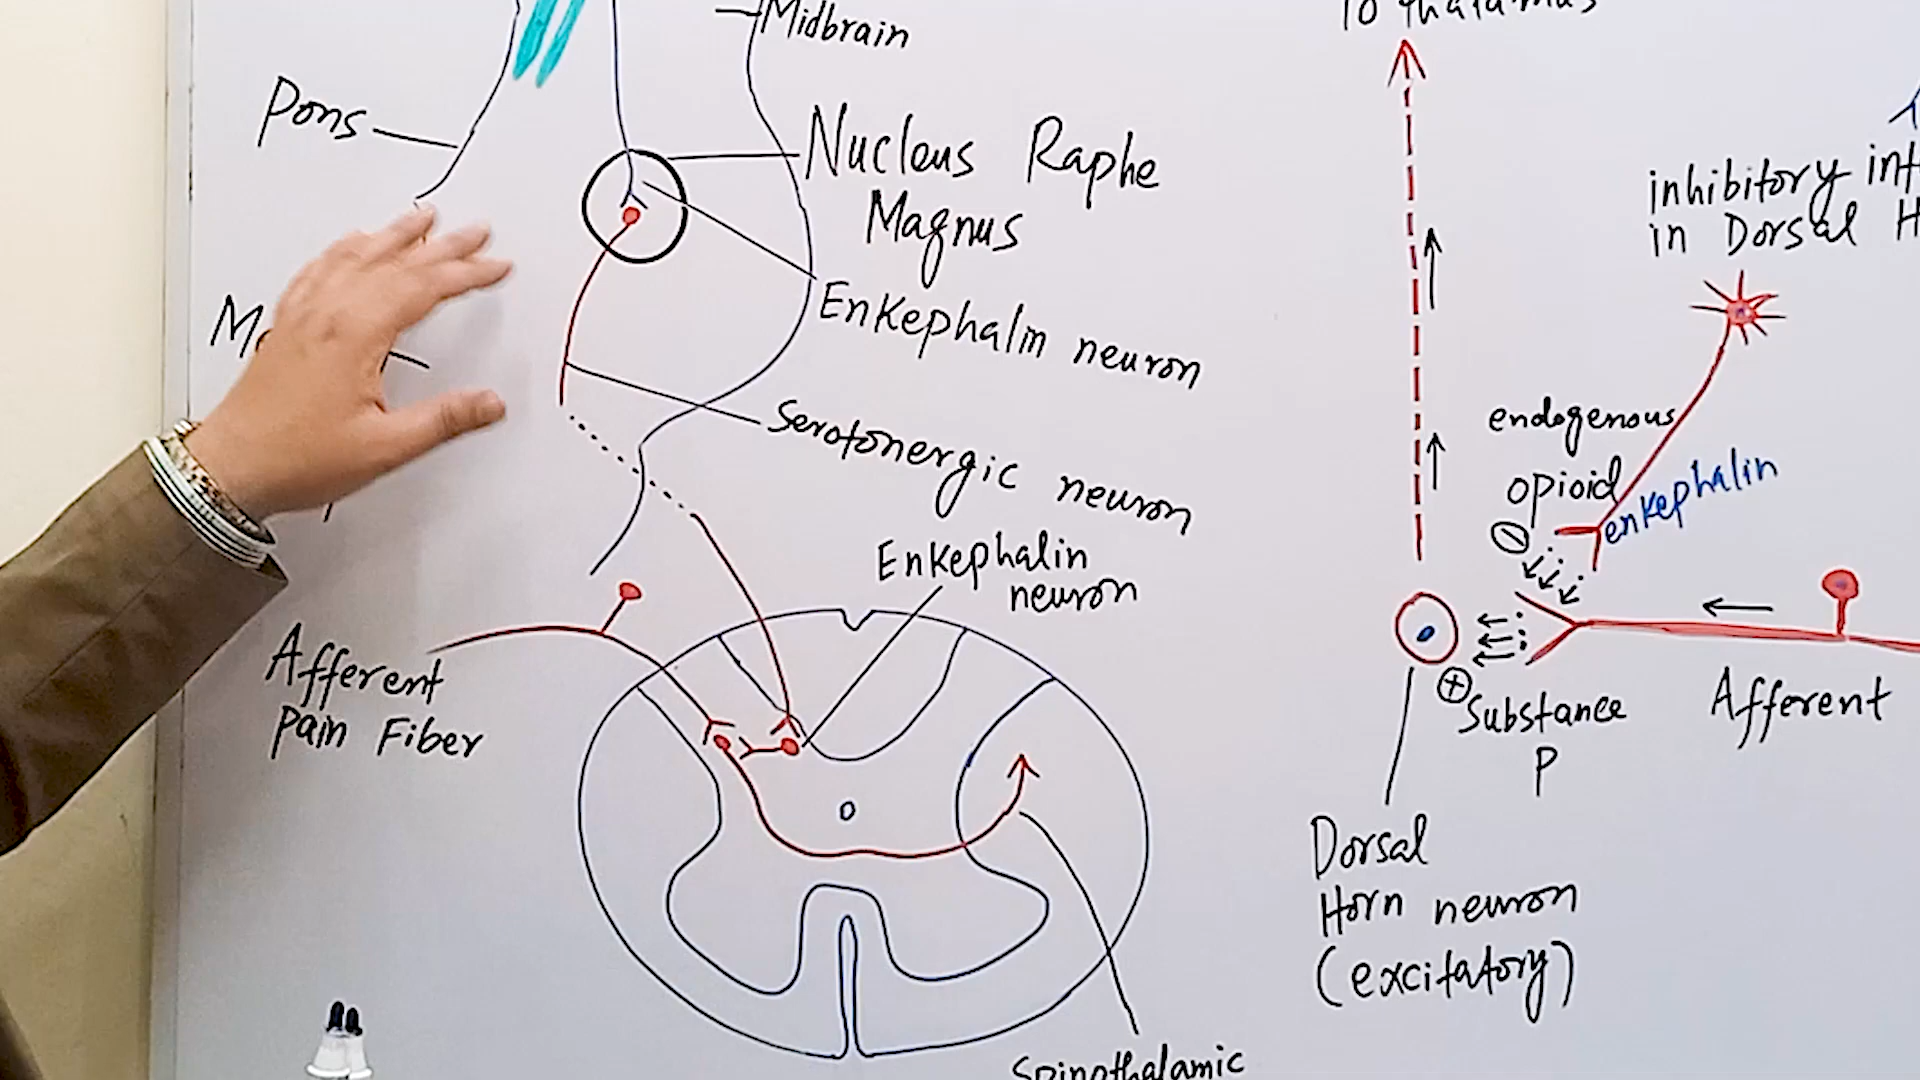 Midbrain
Pons
Nucleus Raphe
Magnus
Enkephalin neuron
Serotonergic neuron
Enkephalin
neuron
Afferent
Pain Fiber
Spinothalamic
To thalamus
inhibitory
in Dorsal
endogenous
opioid
enkephalin
Substance
P
Afferent
Dorsal
Horn neuron
(excitatory)